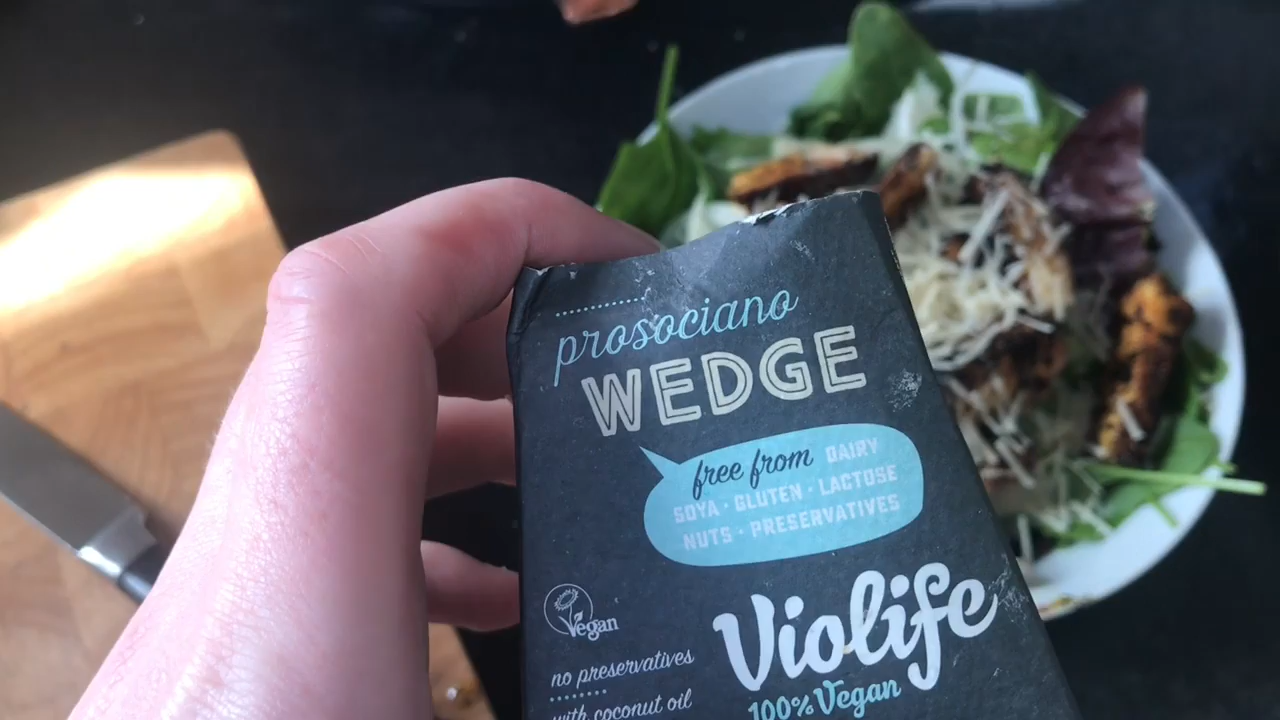 prosociano
WEDGE
free from DAIRY
SOYA · GLUTEN · LACTOSE
NUTS · PRESERVATIVES
Vegan
no preservatives
with coconut oil
Violife
100% Vegan